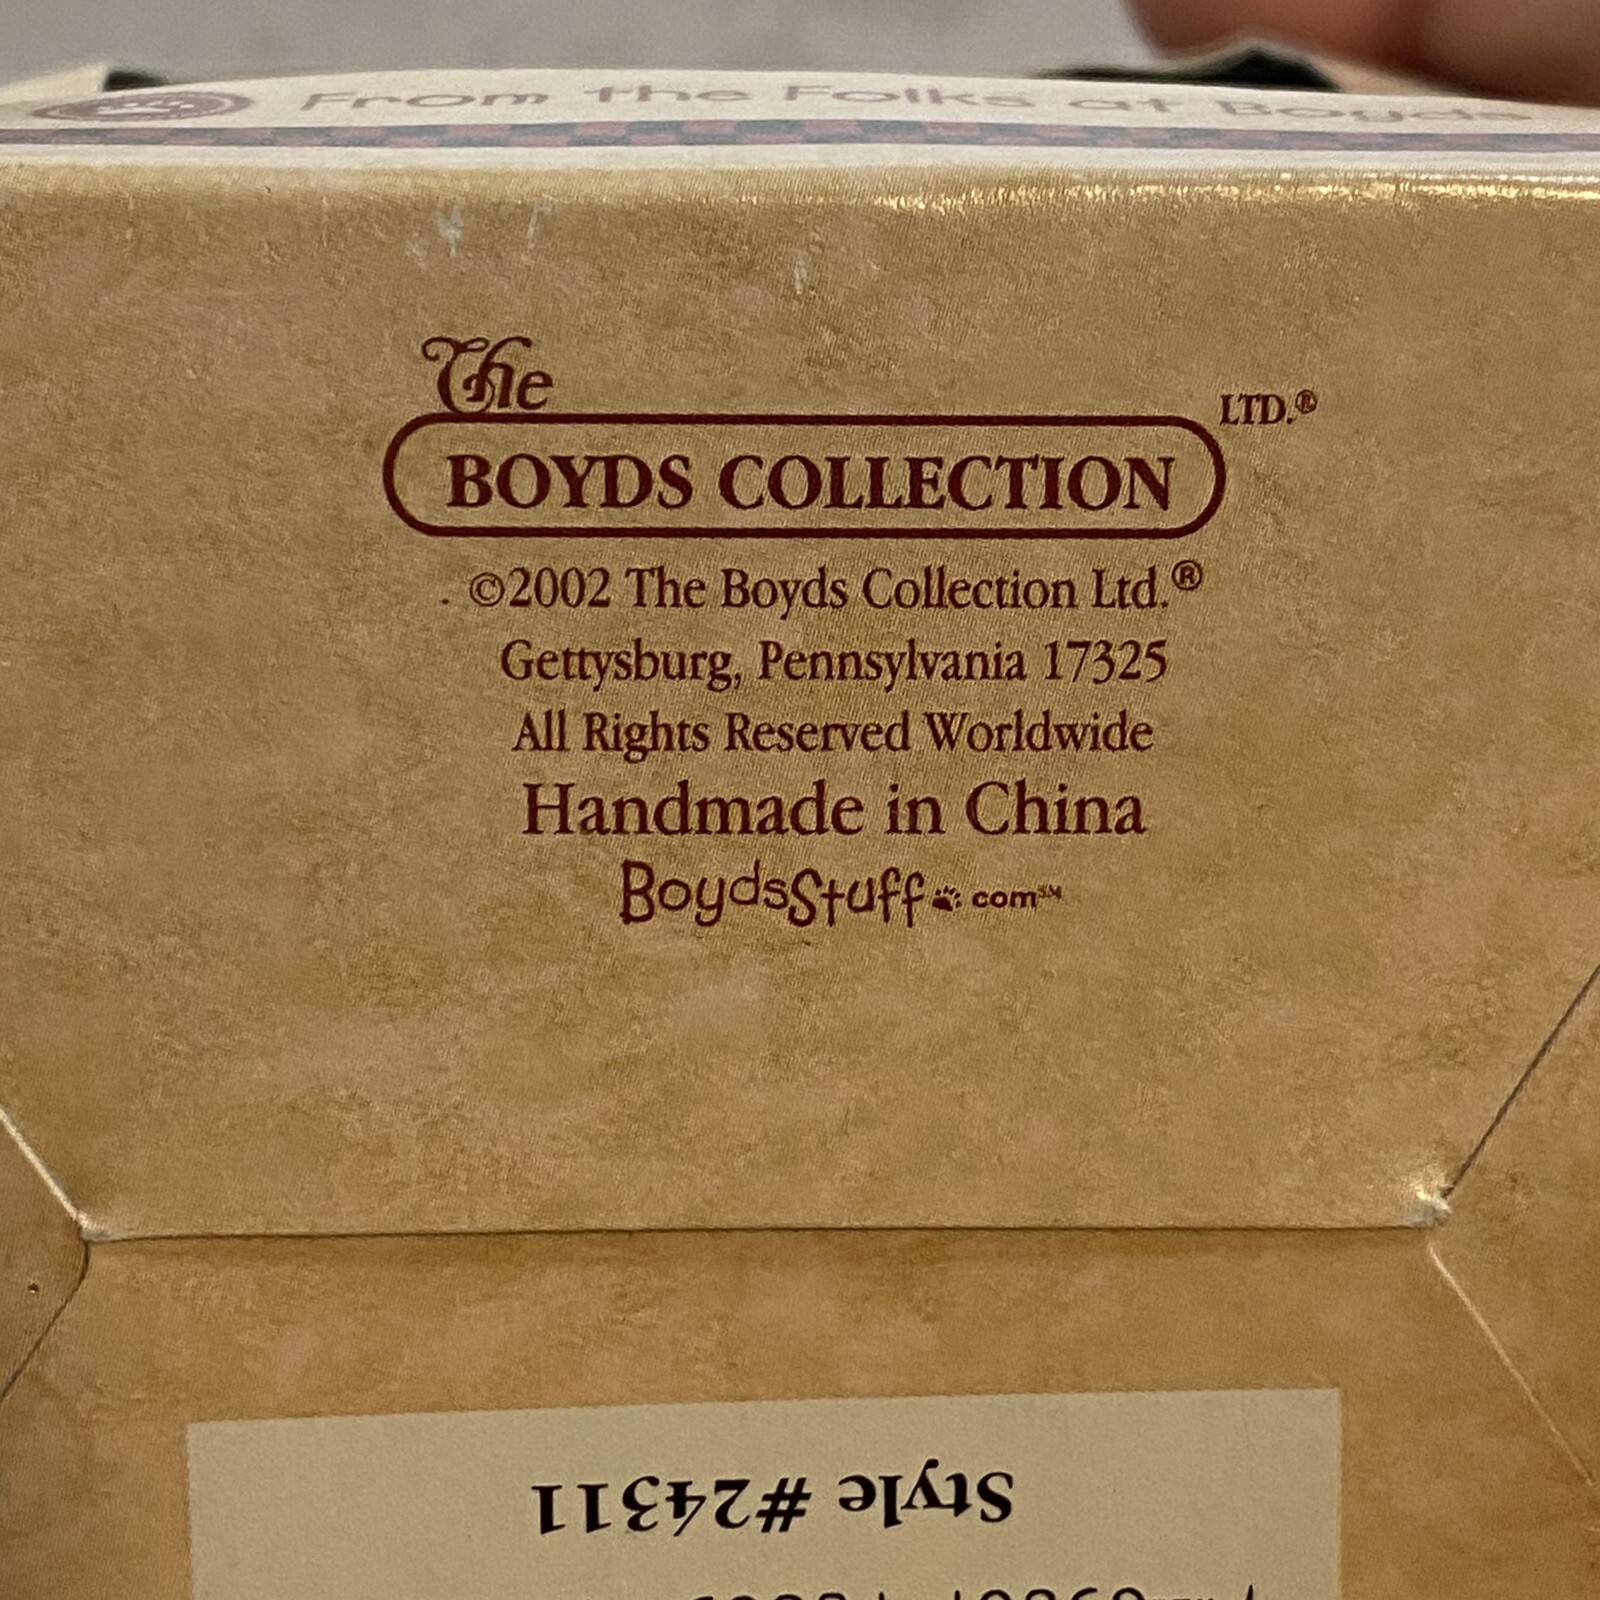 From the Folks at Boyds
The
BOYDS COLLECTION LTD.®
©2002 The Boyds Collection Ltd.®
Gettysburg, Pennsylvania 17325
All Rights Reserved Worldwide
Handmade in China
BoydsStuff.com℠
Style #24311